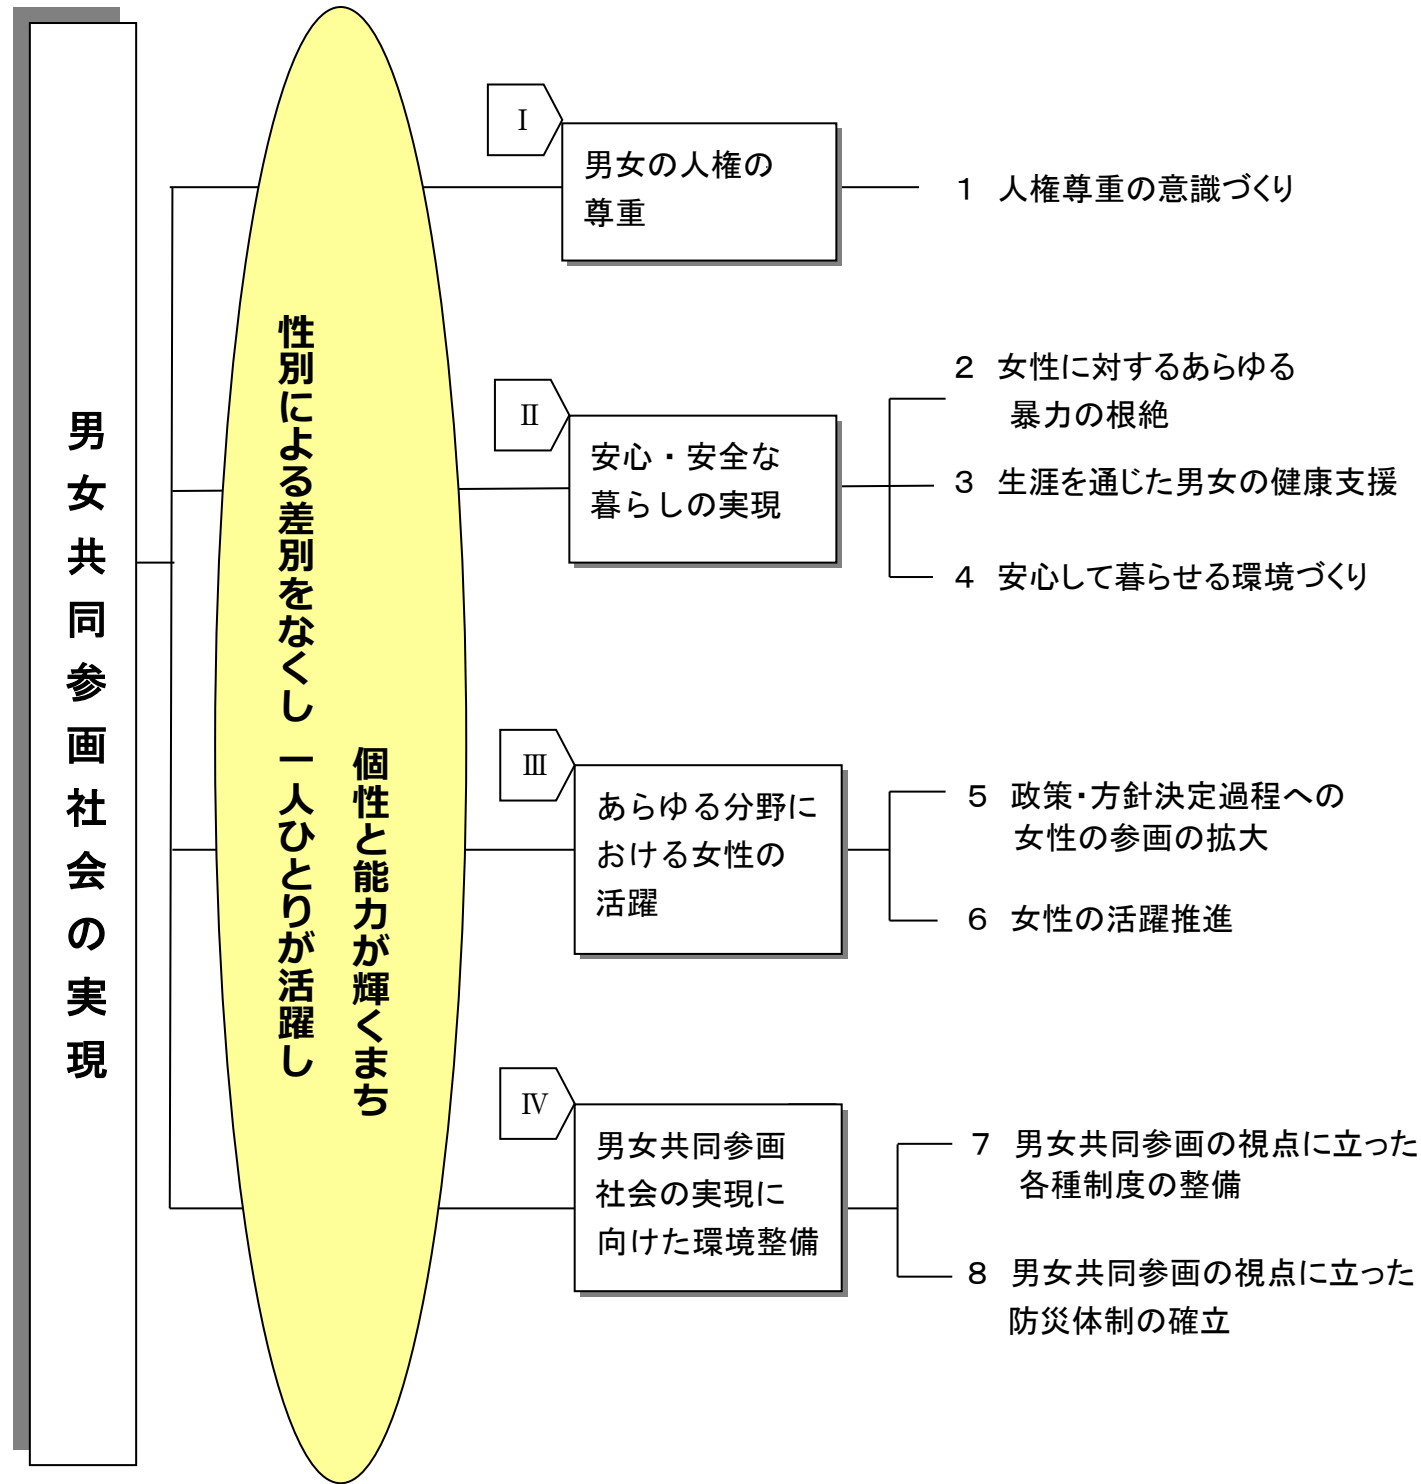 男女共同参画社会の実現
性別による差別をなくし 一人ひとりが活躍し
個性と能力が輝くまち
Ⅰ
男女の人権の
尊重
1 人権尊重の意識づくり
Ⅱ
安心・安全な
暮らしの実現
2 女性に対するあらゆる
暴力の根絶
3 生涯を通じた男女の健康支援
4 安心して暮らせる環境づくり
Ⅲ
あらゆる分野に
おける女性の
活躍
5 政策・方針決定過程への
女性の参画の拡大
6 女性の活躍推進
Ⅳ
男女共同参画
社会の実現に
向けた環境整備
7 男女共同参画の視点に立った
各種制度の整備
8 男女共同参画の視点に立った
防災体制の確立